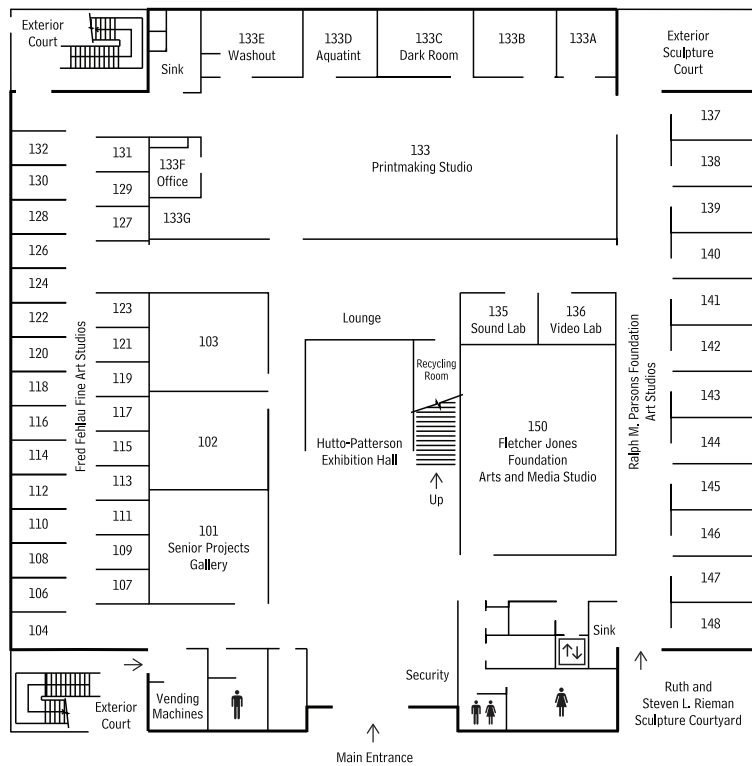 Exterior
Court
Sink
133E
Washout
133D
Aquatint
133C
Dark Room
133B
133A
Exterior
Sculpture
Court
132
130
128
126
124
122
120
118
116
114
112
110
108
106
104
Fred Fehlau Fine Art Studios
131
129
127
123
121
119
117
115
113
111
109
107
133F
Office
133G
133
Printmaking Studio
103
102
101
Senior Projects
Gallery
Lounge
Hutto-Patterson
Exhibition Hall
Recycling
Room
Up
135
Sound Lab
136
Video Lab
150
Fletcher Jones
Foundation
Arts and Media Studio
Ralph M. Parsons Foundation
Art Studios
137
138
139
140
141
142
143
144
145
146
147
148
Exterior
Court
Vending
Machines
Security
Sink
Ruth and
Steven L. Rieman
Sculpture Courtyard
Main Entrance